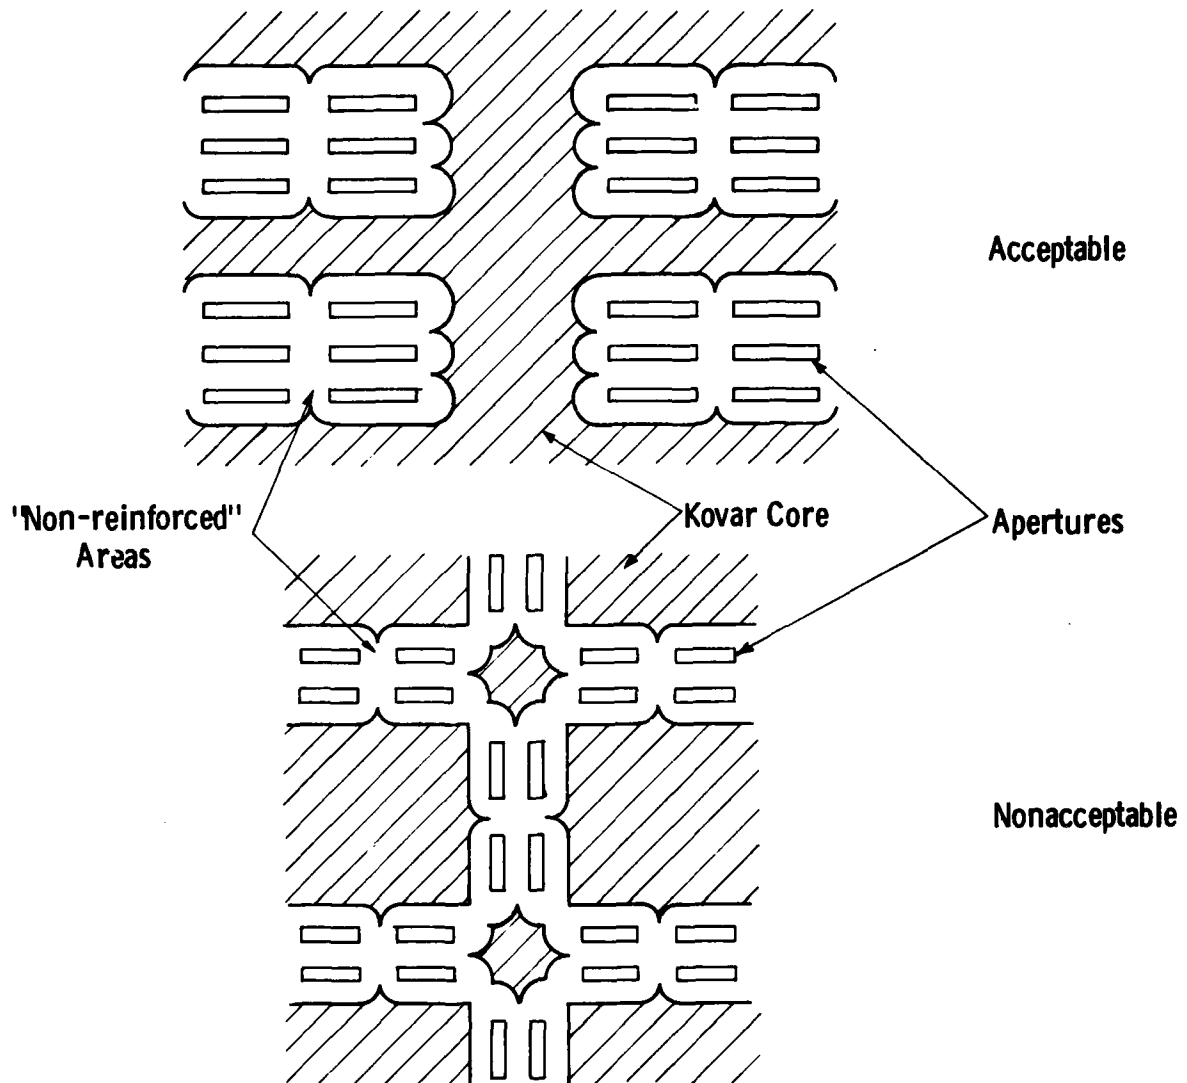 Acceptable
"Non-reinforced"
Areas
Kovar Core
Apertures
Nonacceptable